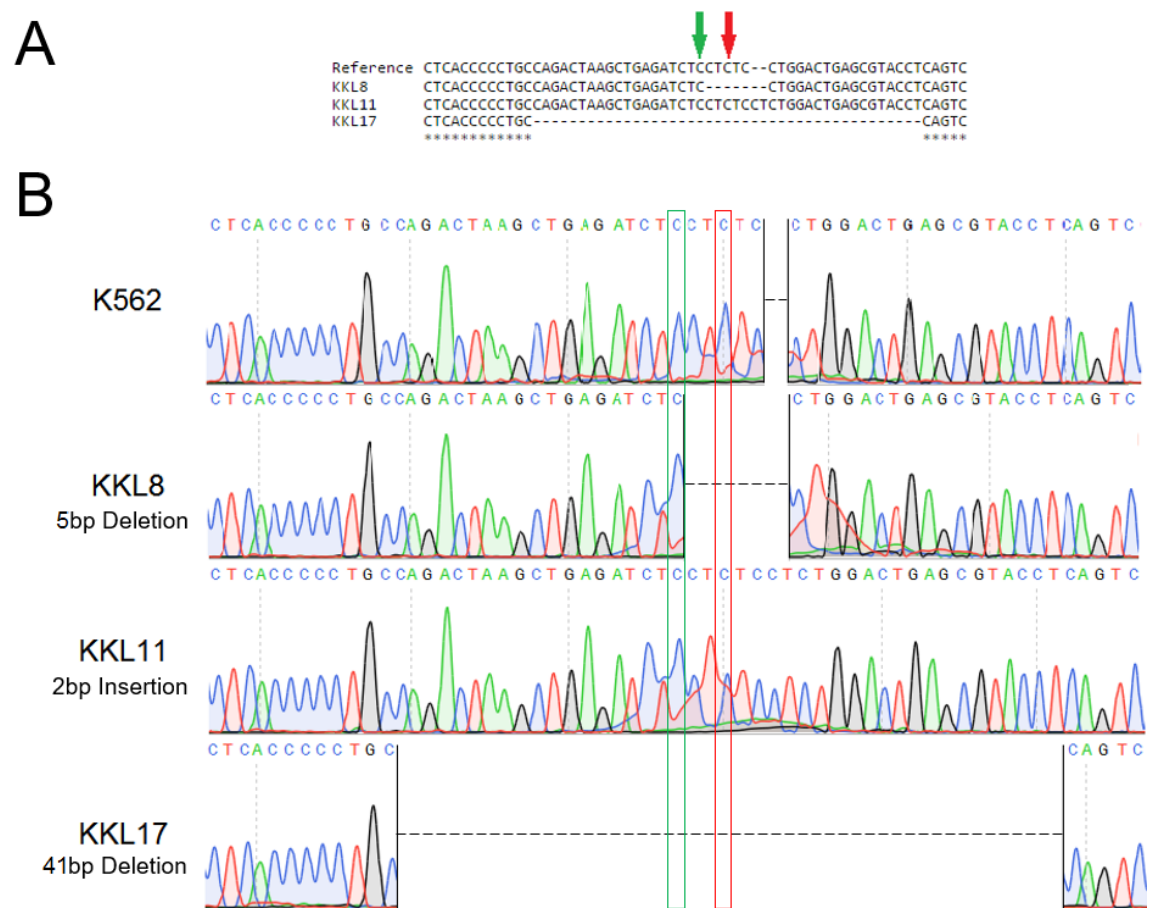 A
Reference CTCACCCCCTGCCAGACTAAGCTGAGATCTCCTCTC--CTGGACTGAGCGTACCTCAGTC
KKL8 CTCACCCCCTGCCAGACTAAGCTGAGATCTC-------CTGGACTGAGCGTACCTCAGTC
KKL11 CTCACCCCCTGCCAGACTAAGCTGAGATCTCCTCTCCTCTGGACTGAGCGTACCTCAGTC
KKL17 CTCACCCCCTGC-------------------------------------------CAGTC
************ *****
B
CTCACCCCCTGCCAGACTAAGCTGAGATCTCCTCTC CTGGACTGAGCGTACCTCAGTC
K562
CTCACCCCCTGCCAGACTAAGCTGAGATCTC CTGGACTGAGCGTACCTCAGTC
KKL8
5bp Deletion
CTCACCCCCTGCCAGACTAAGCTGAGATCTCCTCTCCTCTGGACTGAGCGTACCTCAGTC
KKL11
2bp Insertion
CTCACCCCCTGC CAGTC
KKL17
41bp Deletion